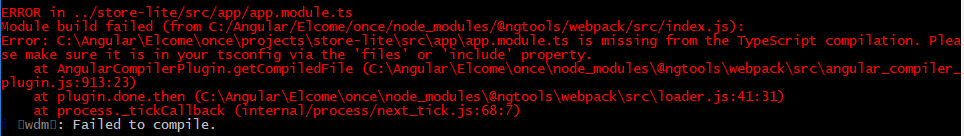 ERROR in ../store-lite/src/app/app.module.ts
Module build failed (from C:/Angular/Elcome/once/node_modules/@ngtools/webpack/src/index.js):
Error: C:\Angular\Elcome\once\projects\store-lite\src\app\app.module.ts is missing from the TypeScript compilation. Plea
se make sure it is in your tsconfig via the 'files' or 'include' property.
    at AngularCompilerPlugin.getCompiledFile (C:\Angular\Elcome\once\node_modules\@ngtools\webpack\src\angular_compiler_
plugin.js:913:23)
    at plugin.done.then (C:\Angular\Elcome\once\node_modules\@ngtools\webpack\src\loader.js:41:31)
    at process._tickCallback (internal/process/next_tick.js:68:7)
i 「wdm」: Failed to compile.